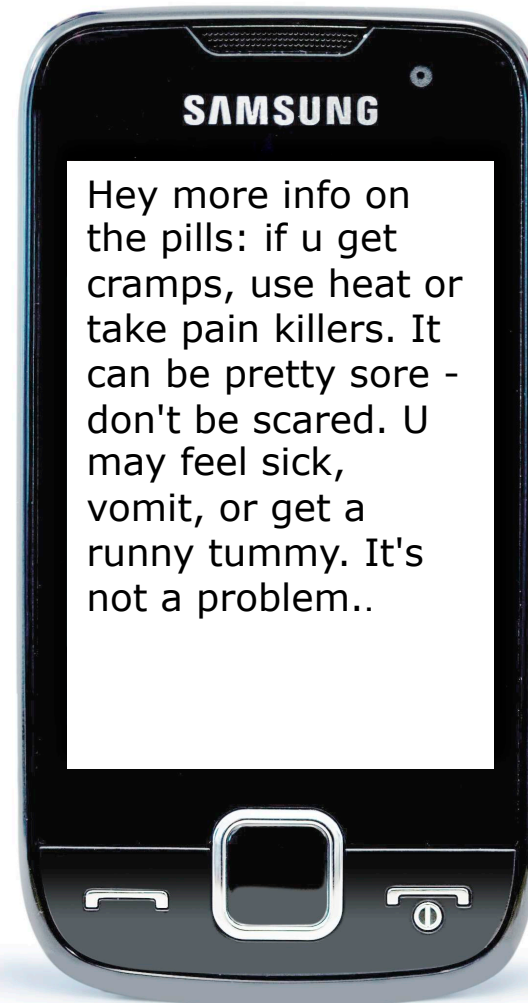 SAMSUNG
Hey more info on
the pills: if u get
cramps, use heat or
take pain killers. It
can be pretty sore -
don't be scared. U
may feel sick,
vomit, or get a
runny tummy. It's
not a problem..